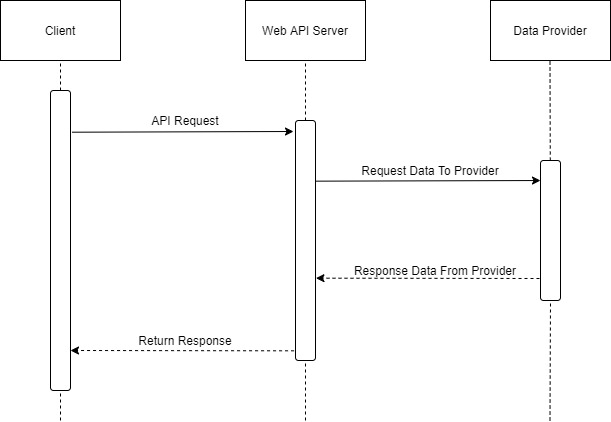 Client
Web API Server
Data Provider
API Request
Request Data To Provider
Response Data From Provider
Return Response